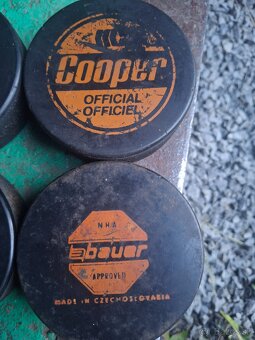 Cooper
OFFICIAL
OFFICIEL
NHA
bauer
APPROVED
MADE IN CZECHOSLOVAKIA